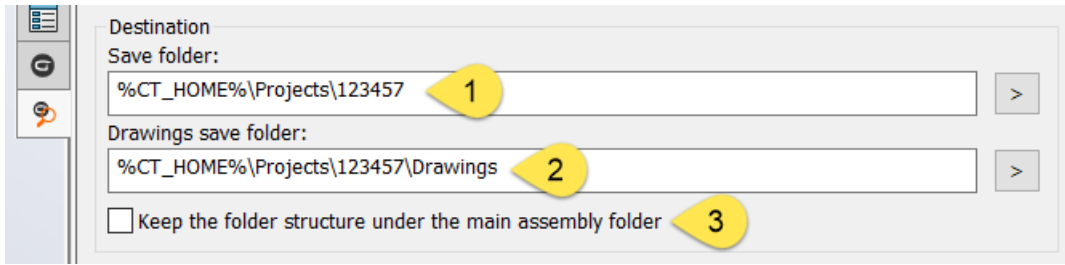 Destination
Save folder:
%CT_HOME%\Projects\123457
1
>
Drawings save folder:
%CT_HOME%\Projects\123457\Drawings
2
>
Keep the folder structure under the main assembly folder
3